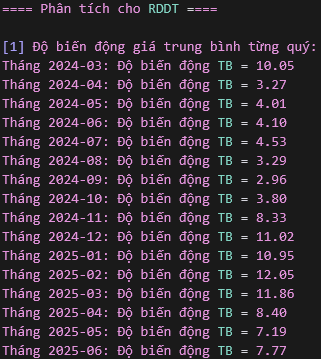 ==== Phân tích cho RDDT ====
[1] Độ biến động giá trung bình từng quý:
Tháng 2024-03: Độ biến động TB = 10.05
Tháng 2024-04: Độ biến động TB = 3.27
Tháng 2024-05: Độ biến động TB = 4.01
Tháng 2024-06: Độ biến động TB = 4.10
Tháng 2024-07: Độ biến động TB = 4.53
Tháng 2024-08: Độ biến động TB = 3.29
Tháng 2024-09: Độ biến động TB = 2.96
Tháng 2024-10: Độ biến động TB = 3.80
Tháng 2024-11: Độ biến động TB = 8.33
Tháng 2024-12: Độ biến động TB = 11.02
Tháng 2025-01: Độ biến động TB = 10.95
Tháng 2025-02: Độ biến động TB = 12.05
Tháng 2025-03: Độ biến động TB = 11.86
Tháng 2025-04: Độ biến động TB = 8.40
Tháng 2025-05: Độ biến động TB = 7.19
Tháng 2025-06: Độ biến động TB = 7.77